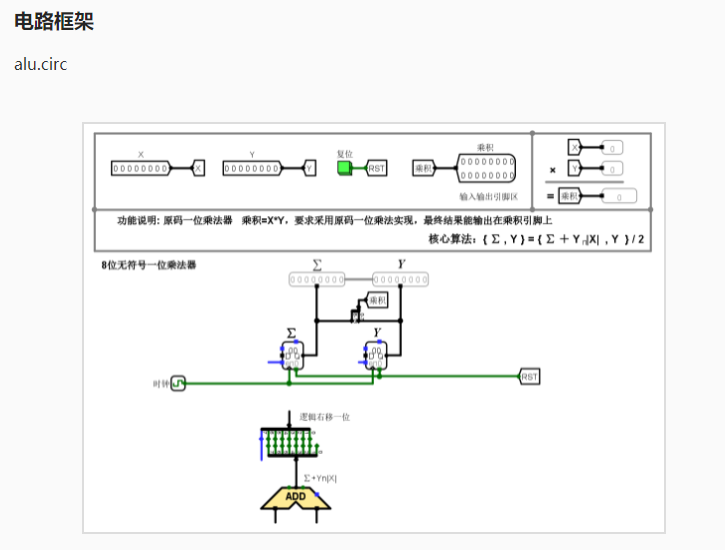 电路框架
alu.circ
X
Y
复位
乘积
00000000
X
00000000
Y
RST
乘积
00000000
00000000
X
0
× Y
0
= 乘积
0
输入输出引脚区
功能说明: 原码一位乘法器 乘积=X*Y，要求采用原码一位乘法实现，最终结果能输出在乘积引脚上
核心算法：{ Σ , Y } = { Σ + Yn|X| , Y } / 2
8位无符号一位乘法器
Σ
Y
00000000
00000000
乘积
Σ
Y
时钟
RST
逻辑右移一位
Σ+Yn|X|
ADD